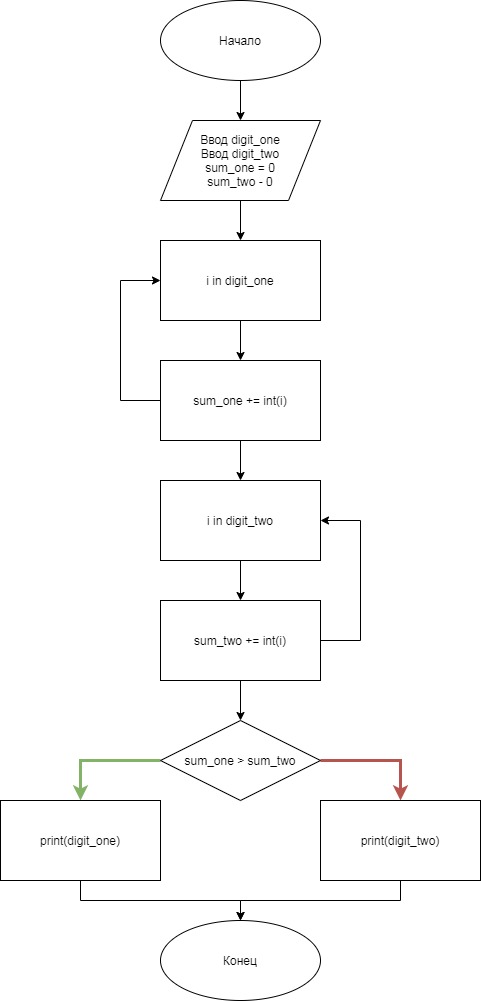 Начало
Ввод digit_one
Ввод digit_two
sum_one = 0
sum_two - 0
i in digit_one
sum_one += int(i)
i in digit_two
sum_two += int(i)
sum_one > sum_two
print(digit_one)
print(digit_two)
Конец